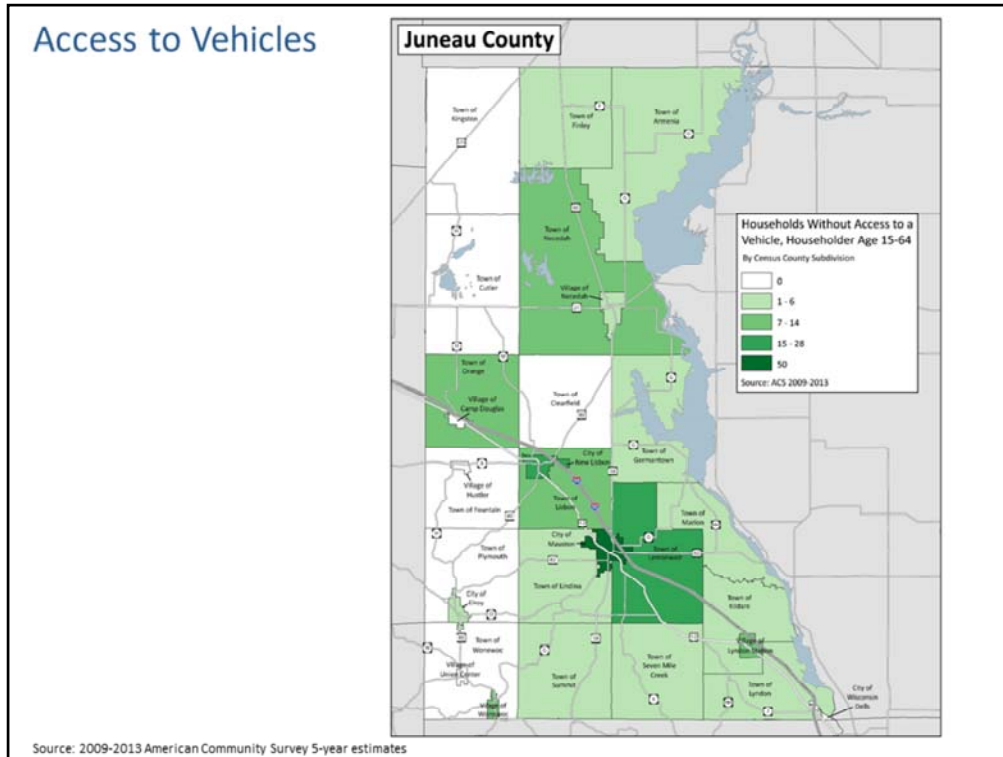 Access to Vehicles
Juneau County
Town of
Kingston
Town of
Finley
Town of
Armenia
Town of
Necedah
Town of
Cutler
Village of
Necedah
Households Without Access to a
Vehicle, Householder Age 15-64
By Census County Subdivision
0
1 - 6
7 - 14
15 - 28
50
Source: ACS 2009-2013
Town of
Orange
Village of
Camp Douglas
Town of
Clearfield
Town of
Germantown
City of
New Lisbon
Village of
Hustler
Town of Fountain
Town of
Lisbon
Town of
Marion
City of
Mauston
Town of
Lemonweir
Town of
Plymouth
Town of Lindina
City of
Elroy
Town of
Kildare
Town of
Wonewoc
Village of
Union Center
Village of
Lyndon Station
Town of
Summit
Town of
Seven Mile
Creek
Town of
Lyndon
City of
Wisconsin
Dells
Village of
Wonewoc
Source: 2009-2013 American Community Survey 5-year estimates